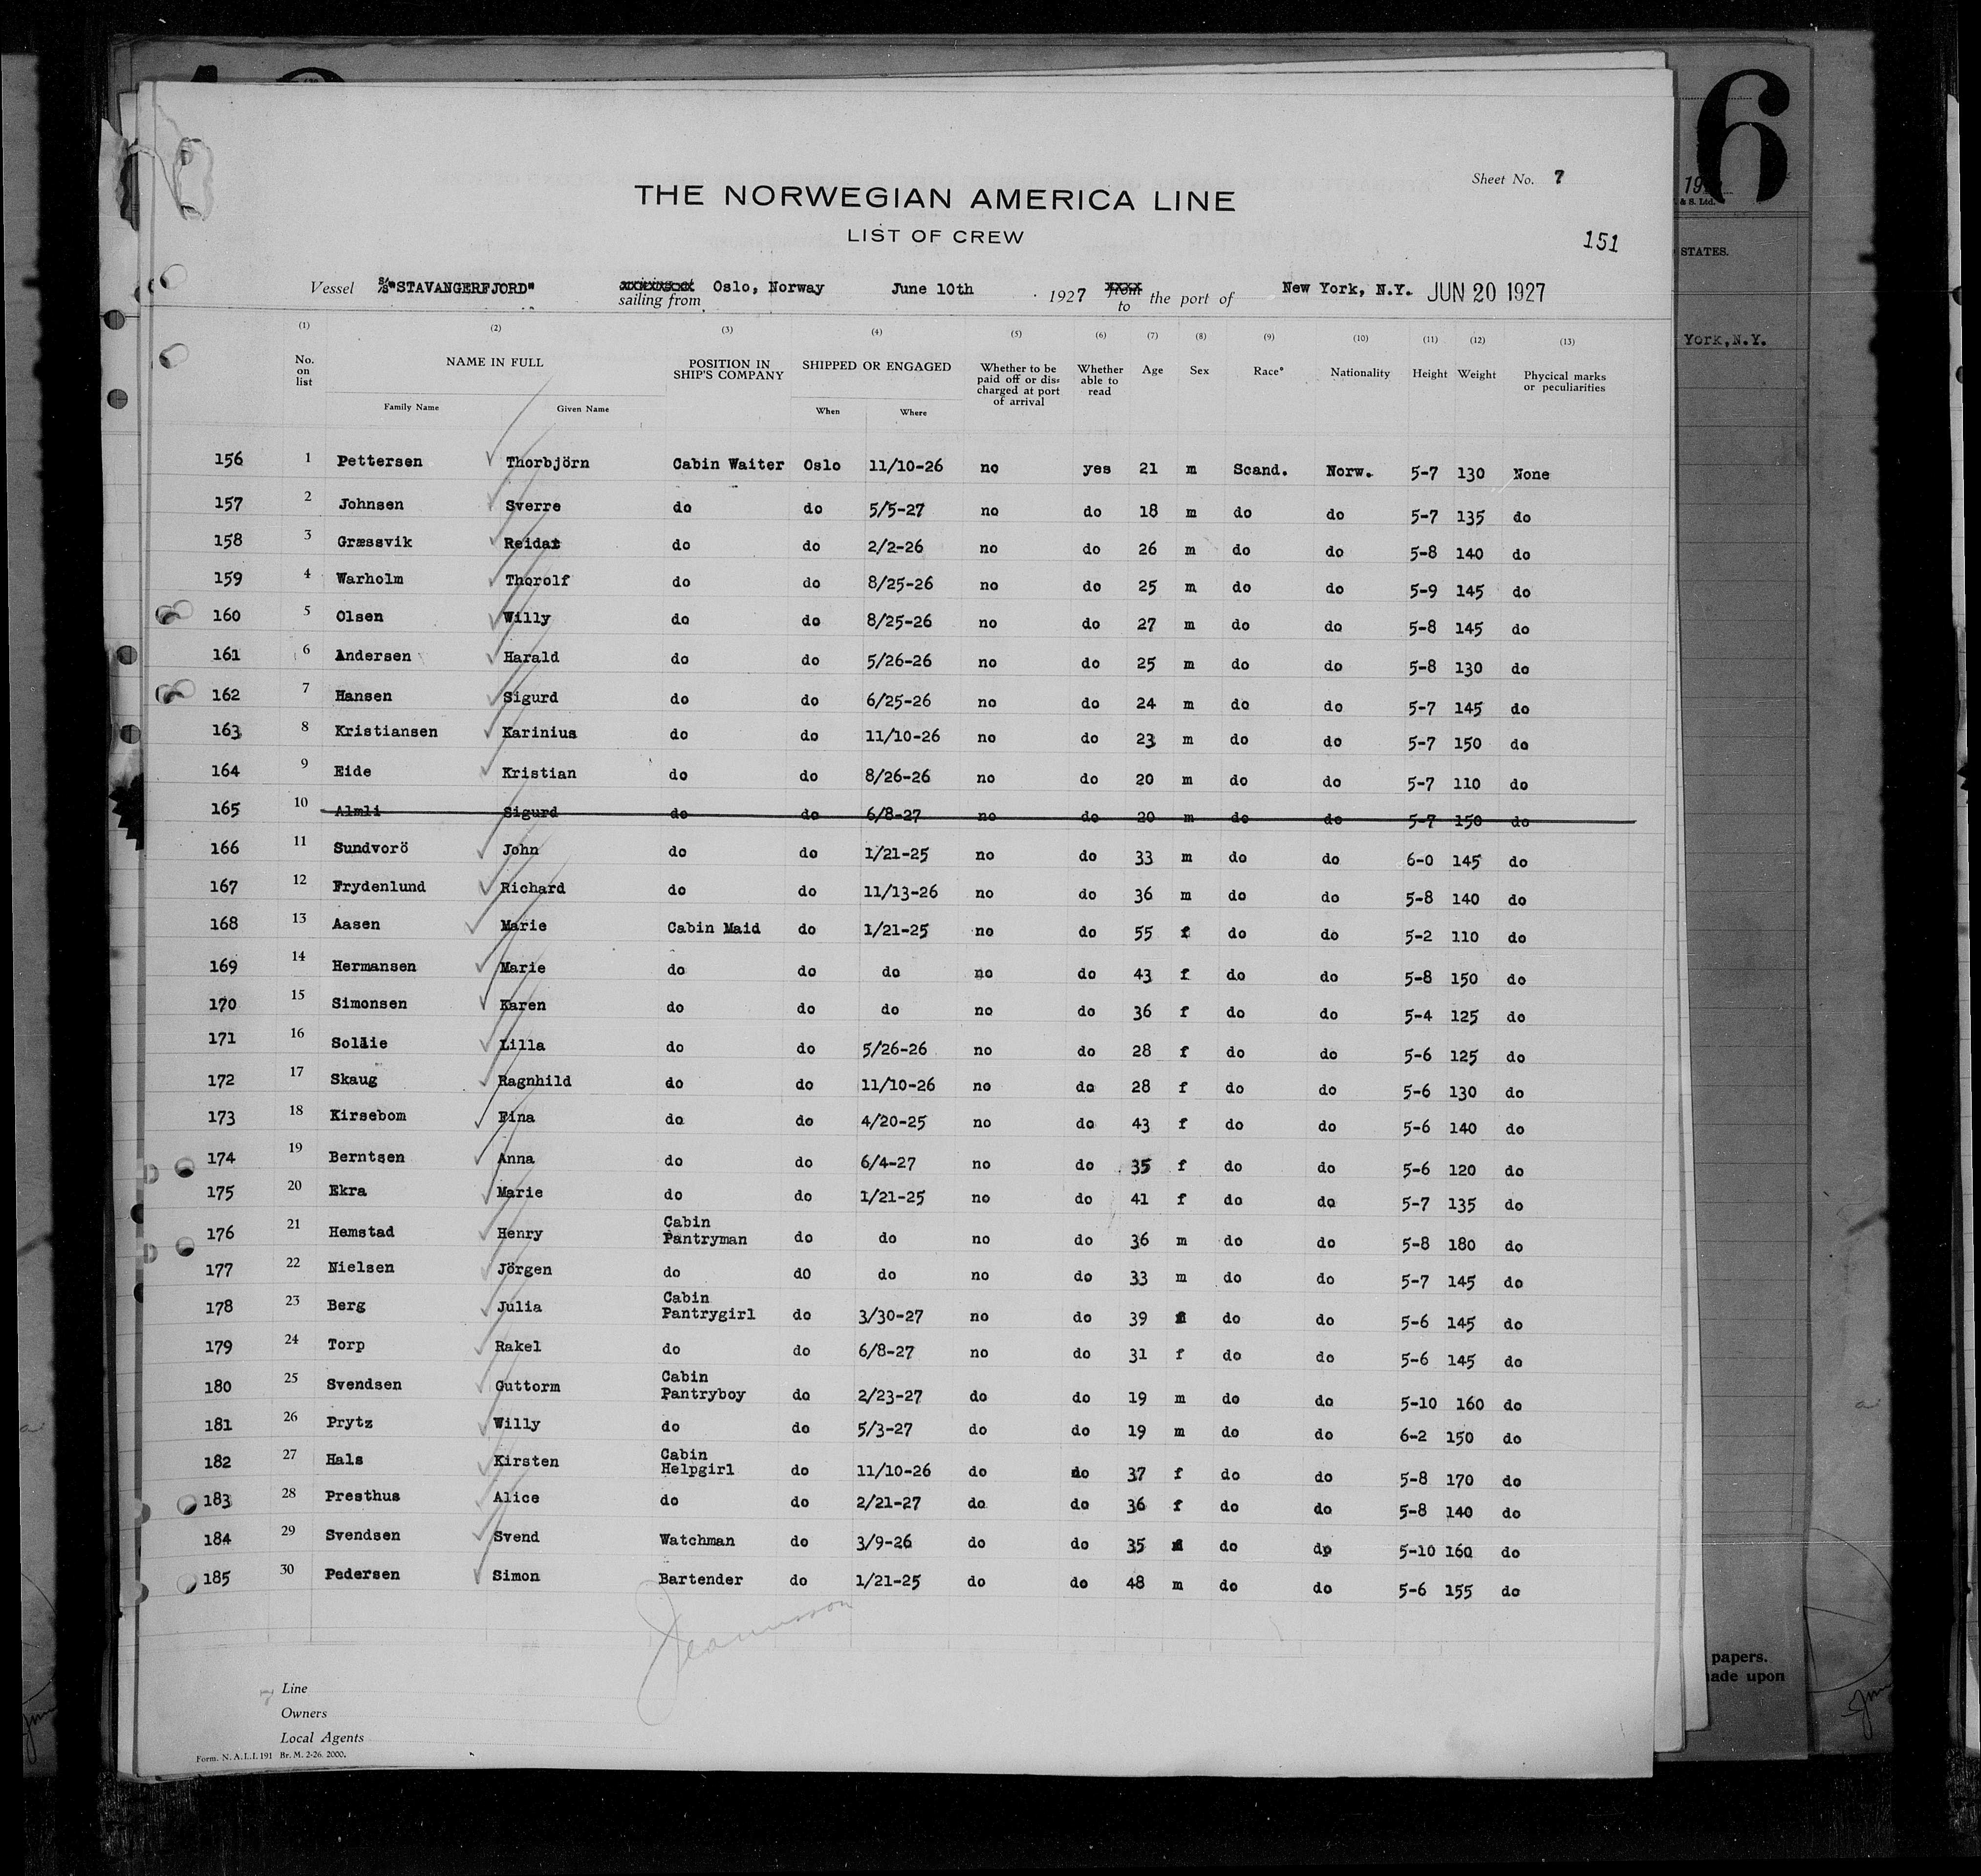 6
Sheet No. 7
THE NORWEGIAN AMERICA LINE
LIST OF CREW
151
Vessel S/S "STAVANGERFJORD" sailing from Oslo, Norway June 10th 1927 from to the port of New York, N.Y. JUN 20 1927
(1) (2) (3) (4) (5) (6) (7) (8) (9) (10) (11) (12) (13)
No. on list NAME IN FULL POSITION IN SHIP'S COMPANY SHIPPED OR ENGAGED Whether to be paid off or discharged at port of arrival Whether able to read Age Sex Race* Nationality Height Weight Phycical marks or peculiarities
Family Name Given Name When Where
156 1 Pettersen Thorbjörn Cabin Waiter Oslo 11/10-26 no yes 21 m Scand. Norw. 5-7 130 None
157 2 Johnsen Sverre do do 5/5-27 no do 18 m do do 5-7 135 do
158 3 Græssvik Reidar do do 2/2-26 no do 26 m do do 5-8 140 do
159 4 Warholm Thorolf do do 8/25-26 no do 25 m do do 5-9 145 do
160 5 Olsen Willy do do 8/25-26 no do 27 m do do 5-8 145 do
161 6 Andersen Harald do do 5/26-26 no do 25 m do do 5-8 130 do
162 7 Hansen Sigurd do do 6/25-26 no do 24 m do do 5-7 145 do
163 8 Kristiansen Karinius do do 11/10-26 no do 23 m do do 5-7 150 do
164 9 Eide Kristian do do 8/26-26 no do 20 m do do 5-7 110 do
165 10 Almli Sigurd do do 6/8-27 no do 20 m do do 5-7 150 do
166 11 Sundvorö John do do 1/21-25 no do 33 m do do 6-0 145 do
167 12 Frydenlund Richard do do 11/13-26 no do 36 m do do 5-8 140 do
168 13 Aasen Marie Cabin Maid do 1/21-25 no do 55 f do do 5-2 110 do
169 14 Hermansen Marie do do do no do 43 f do do 5-8 150 do
170 15 Simonsen Karen do do do no do 36 f do do 5-4 125 do
171 16 Sollie Lilla do do 5/26-26 no do 28 f do do 5-6 125 do
172 17 Skaug Ragnhild do do 11/10-26 no do 28 f do do 5-6 130 do
173 18 Kirsebom Fina do do 4/20-25 no do 43 f do do 5-6 140 do
174 19 Berntsen Anna do do 6/4-27 no do 35 f do do 5-6 120 do
175 20 Ekra Marie do do 1/21-25 no do 41 f do do 5-7 135 do
176 21 Hemstad Henry Cabin Pantryman do do no do 36 m do do 5-8 180 do
177 22 Nielsen Jörgen do do do no do 33 m do do 5-7 145 do
178 23 Berg Julia Cabin Pantrygirl do 3/30-27 no do 39 f do do 5-6 145 do
179 24 Torp Rakel do do 6/8-27 no do 31 f do do 5-6 145 do
180 25 Svendsen Guttorm Cabin Pantryboy do 2/23-27 do do 19 m do do 5-10 160 do
181 26 Prytz Willy do do 5/3-27 do do 19 m do do 6-2 150 do
182 27 Hals Kirsten Cabin Helpgirl do 11/10-26 do do 37 f do do 5-8 170 do
183 28 Presthus Alice do do 2/21-27 do do 36 f do do 5-8 140 do
184 29 Svendsen Svend Watchman do 3/9-26 do do 35 m do do 5-10 160 do
185 30 Pedersen Simon Bartender do 1/21-25 do do 48 m do do 5-6 155 do
Line
Owners
Local Agents
Form. N. A. L. I. 191 Br. M. 2-26. 2000.
& S. Ltd.
STATES.
York, N.Y.
papers.
made upon